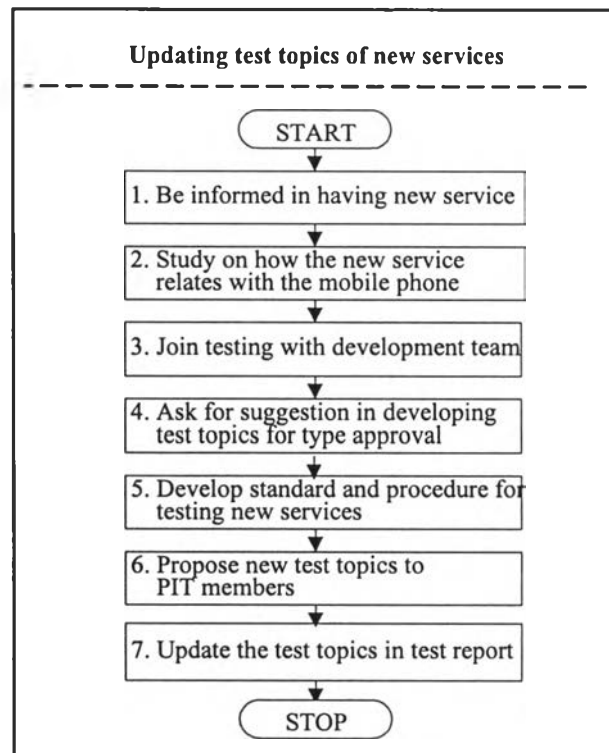 Updating test topics of new services
START
1. Be informed in having new service
2. Study on how the new service
relates with the mobile phone
3. Join testing with development team
4. Ask for suggestion in developing
test topics for type approval
5. Develop standard and procedure for
testing new services
6. Propose new test topics to
PIT members
7. Update the test topics in test report
STOP